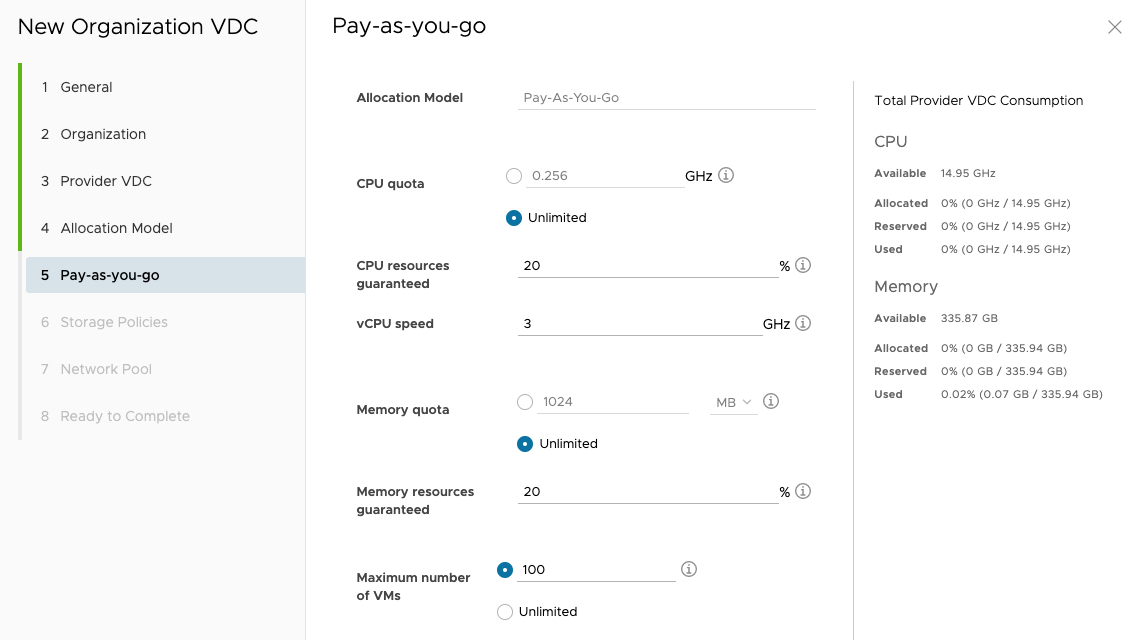 New Organization VDC
1 General
2 Organization
3 Provider VDC
4 Allocation Model
5 Pay-as-you-go
6 Storage Policies
7 Network Pool
8 Ready to Complete
Pay-as-you-go
Allocation Model Pay-As-You-Go
CPU quota 0.256 GHz
Unlimited
CPU resources
guaranteed
20 %
vCPU speed 3 GHz
Memory quota 1024 MB
Unlimited
Memory resources
guaranteed
20 %
Maximum number
of VMs
100
Unlimited
Total Provider VDC Consumption
CPU
Available 14.95 GHz
Allocated 0% (0 GHz / 14.95 GHz)
Reserved 0% (0 GHz / 14.95 GHz)
Used 0% (0 GHz / 14.95 GHz)
Memory
Available 335.87 GB
Allocated 0% (0 GB / 335.94 GB)
Reserved 0% (0 GB / 335.94 GB)
Used 0.02% (0.07 GB / 335.94 GB)